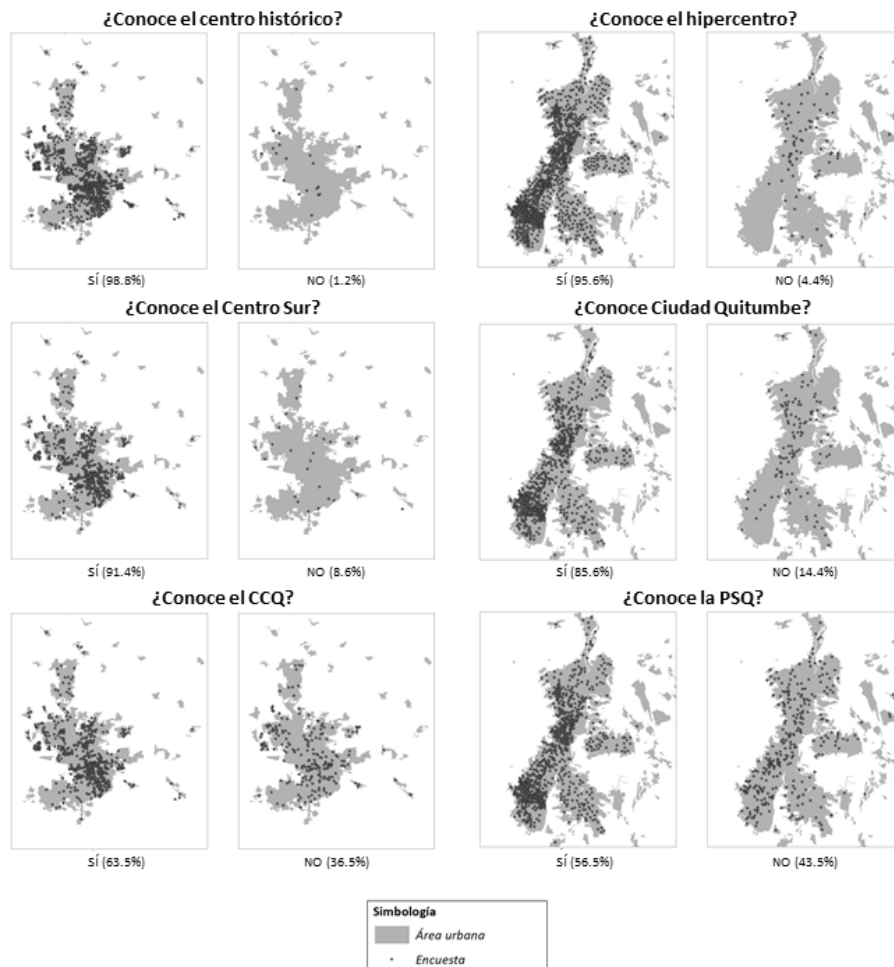 ¿Conoce el centro histórico?
¿Conoce el hipercentro?
SÍ (98.8%)
NO (1.2%)
SÍ (95.6%)
NO (4.4%)
¿Conoce el Centro Sur?
¿Conoce Ciudad Quitumbe?
SÍ (91.4%)
NO (8.6%)
SÍ (85.6%)
NO (14.4%)
¿Conoce el CCQ?
¿Conoce la PSQ?
SÍ (63.5%)
NO (36.5%)
SÍ (56.5%)
NO (43.5%)
Simbología
Área urbana
Encuesta